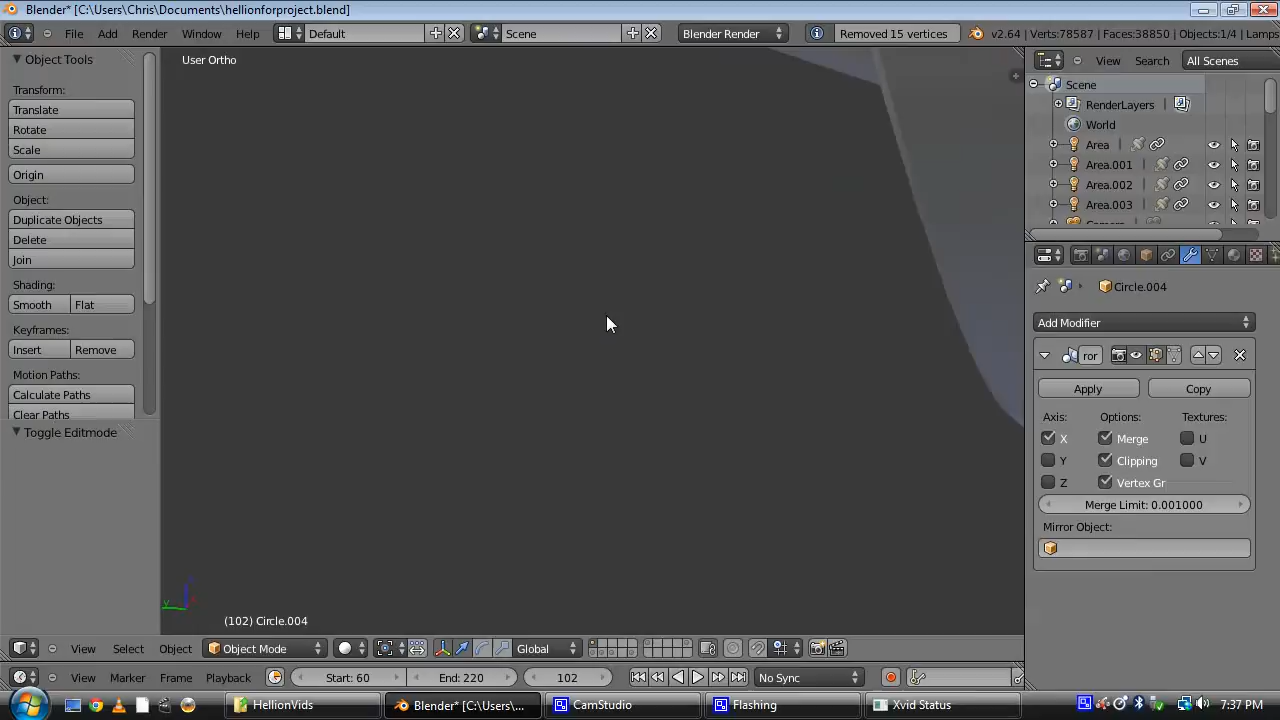 Blender* [C:\Users\Chris\Documents\hellionforproject.blend]
File Add Render Window Help Default Scene Blender Render Removed 15 vertices v2.64 | Verts:78587 | Faces:38850 | Objects:1/4 | Lamps
Object Tools
Transform:
Translate
Rotate
Scale
Origin
Object:
Duplicate Objects
Delete
Join
Shading:
Smooth Flat
Keyframes:
Insert Remove
Motion Paths:
Calculate Paths
Clear Paths
Toggle Editmode
User Ortho
y
(102) Circle.004
View Search All Scenes
Scene
RenderLayers |
World
Area |
Area.001 |
Area.002 |
Area.003 |
Circle.004
Add Modifier
ror
Apply Copy
Axis: Options: Textures:
X Merge U
Y Clipping V
Z Vertex Gr
Merge Limit: 0.001000
Mirror Object:
View Select Object Object Mode Global
View Marker Frame Playback Start: 60 End: 220 102 No Sync
HellionVids Blender* [C:\Users\C... CamStudio Flashing Xvid Status 7:37 PM